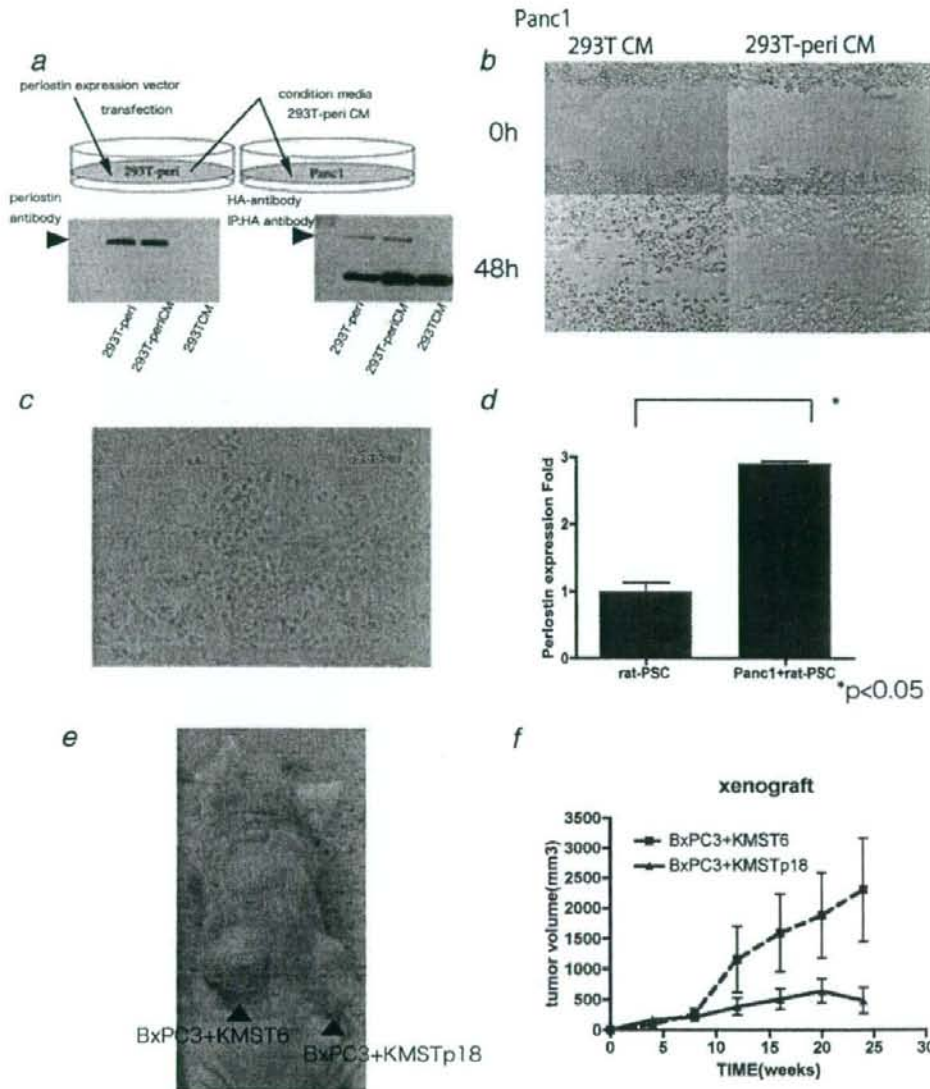 Panc1
293T CM
293T-peri CM
a
periostin expression vector
transfection
condition media
293T-peri CM
293T-peri
Panc1
periostin
antibody
HA-antibody
IP:HA antibody
293T-peri
293T-periCM
293TCM
293T-peri
293T-periCM
293TCM
b
0h
48h
c
d
*
Periostin expression Fold
3
2
1
0
rat-PSC
Panc1+rat-PSC
*p<0.05
e
BxPC3+KMST6
BxPC3+KMSTp18
f
xenograft
BxPC3+KMST6
BxPC3+KMSTp18
tumor volume(mm3)
3500
3000
2500
2000
1500
1000
500
0
0 5 10 15 20 25 30
TIME(weeks)